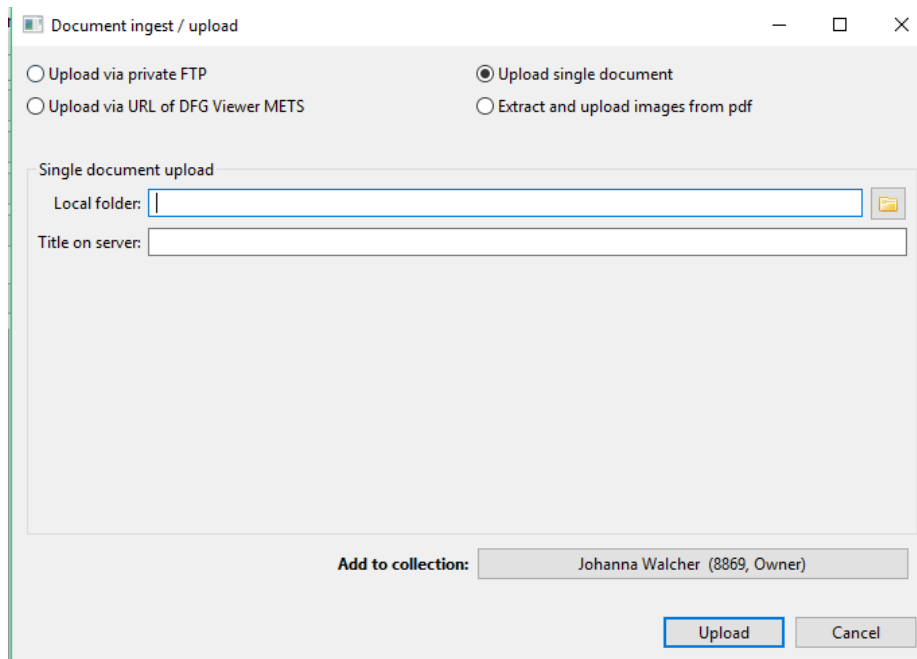 Document ingest / upload
Upload via private FTP
Upload single document
Upload via URL of DFG Viewer METS
Extract and upload images from pdf
Single document upload
Local folder:
Title on server:
Add to collection: Johanna Walcher (8869, Owner)
Upload Cancel